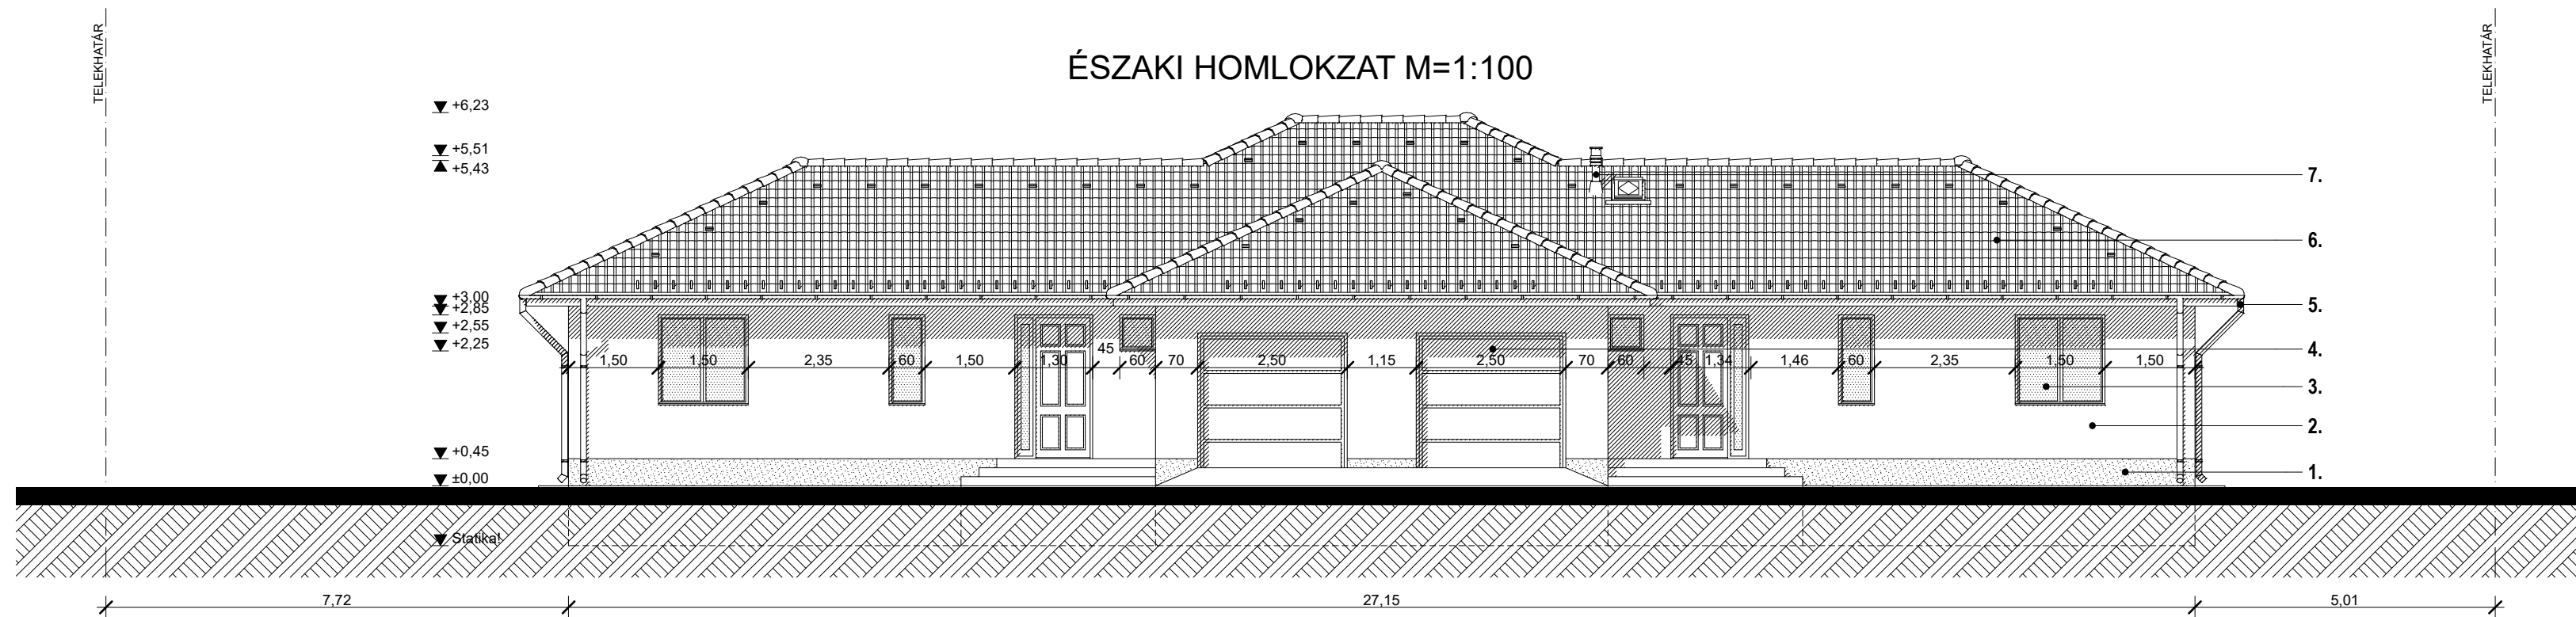 TELEKHATÁR
TELEKHATÁR
ÉSZAKI HOMLOKZAT M=1:100
+6,23
+5,51
+5,43
7.
6.
+3,00
+2,85
5.
+2,55
+2,25
4.
1,50 1,50 2,35 60 1,50 1,30 45 60 70 2,50 1,15 2,50 70 60 45 1,34 1,46 60 2,35 1,50 1,50
3.
2.
+0,45
±0,00
1.
Statika!
7,72 27,15 5,01